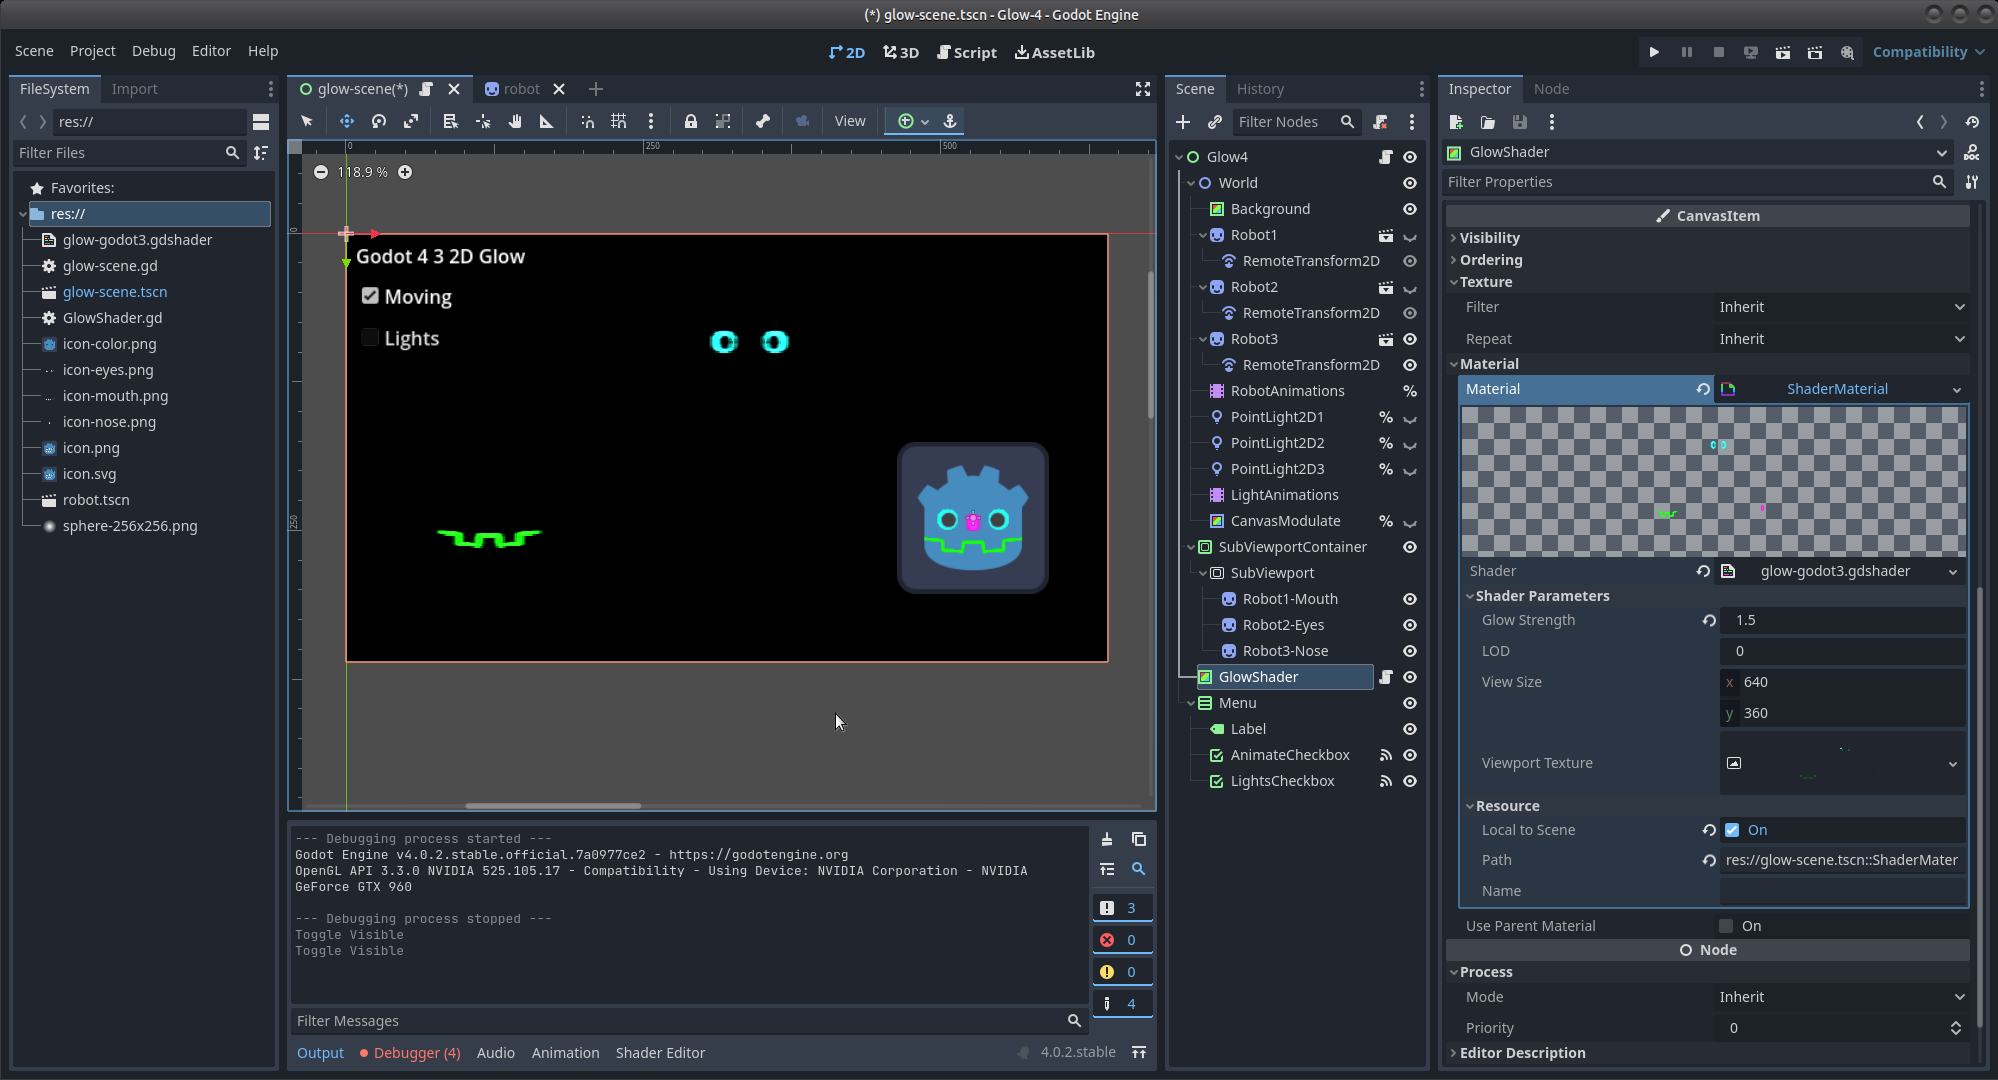 (*) glow-scene.tscn - Glow-4 - Godot Engine
Scene Project Debug Editor Help
2D 3D Script AssetLib
Compatibility
FileSystem Import
res://
Filter Files
Favorites:
res://
glow-godot3.gdshader
glow-scene.gd
glow-scene.tscn
GlowShader.gd
icon-color.png
icon-eyes.png
icon-mouth.png
icon-nose.png
icon.png
icon.svg
robot.tscn
sphere-256x256.png
glow-scene(*) robot
View
0 250 500
118.9 %
0
250
Godot 4 3 2D Glow
Moving
Lights
--- Debugging process started ---
Godot Engine v4.0.2.stable.official.7a0977ce2 - https://godotengine.org
OpenGL API 3.3.0 NVIDIA 525.105.17 - Compatibility - Using Device: NVIDIA Corporation - NVIDIA
GeForce GTX 960
--- Debugging process stopped ---
Toggle Visible
Toggle Visible
3
0
0
4
Filter Messages
Output Debugger (4) Audio Animation Shader Editor 4.0.2.stable
Scene History
Filter Nodes
Glow4
World
Background
Robot1
RemoteTransform2D
Robot2
RemoteTransform2D
Robot3
RemoteTransform2D
RobotAnimations %
PointLight2D1 %
PointLight2D2 %
PointLight2D3 %
LightAnimations
CanvasModulate %
SubViewportContainer
SubViewport
Robot1-Mouth
Robot2-Eyes
Robot3-Nose
GlowShader
Menu
Label
AnimateCheckbox
LightsCheckbox
Inspector Node
GlowShader DOC
Filter Properties
CanvasItem
Visibility
Ordering
Texture
Filter Inherit
Repeat Inherit
Material
Material ShaderMaterial
Shader glow-godot3.gdshader
Shader Parameters
Glow Strength 1.5
LOD 0
View Size x 640
y 360
Viewport Texture
Resource
Local to Scene On
Path res://glow-scene.tscn::ShaderMater
Name
Use Parent Material On
Node
Process
Mode Inherit
Priority 0
Editor Description